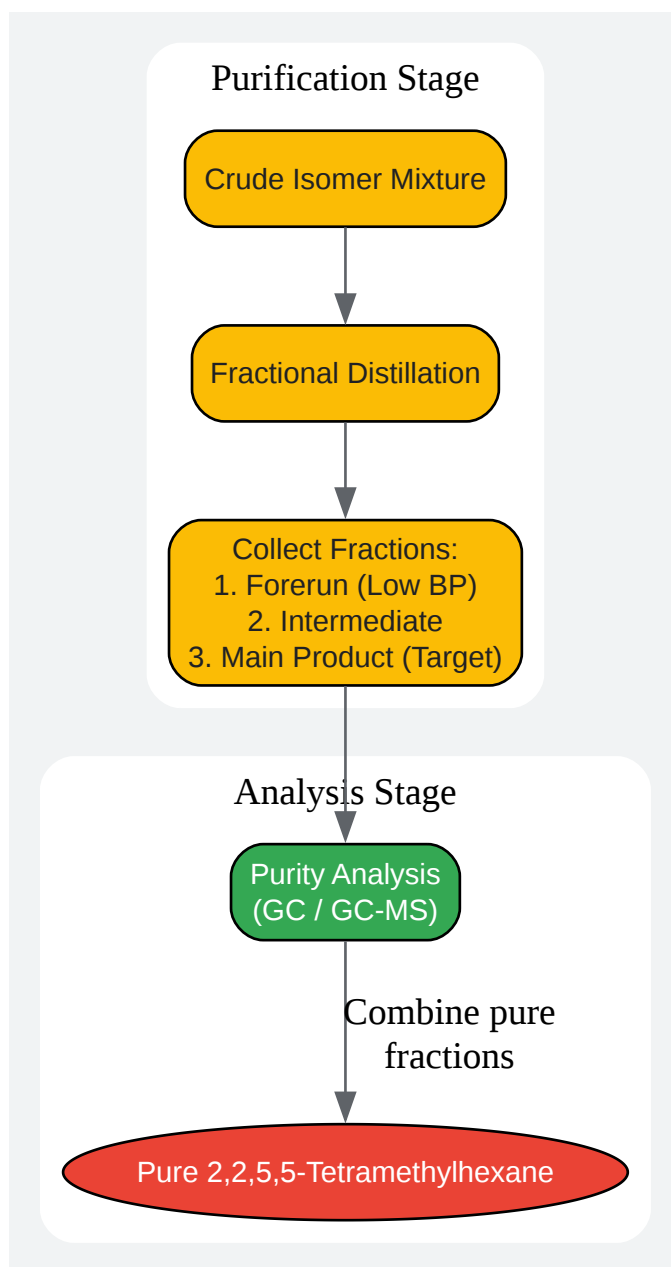 Purification Stage
Crude Isomer Mixture
Fractional Distillation
Collect Fractions:
1. Forerun (Low BP)
2. Intermediate
3. Main Product (Target)
Analysis Stage
Purity Analysis
(GC / GC-MS)
Combine pure
fractions
Pure 2,2,5,5-Tetramethylhexane